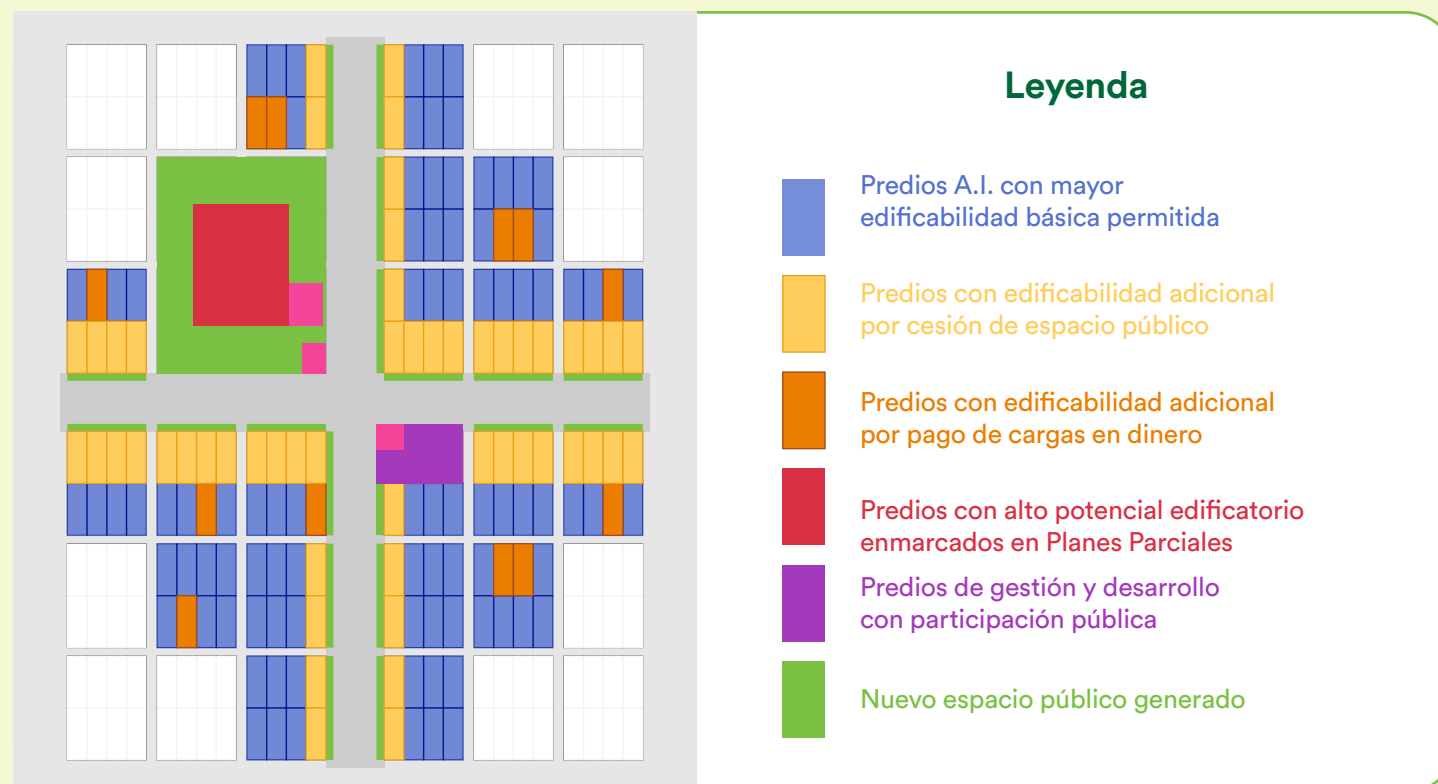 Leyenda
Predios A.I. con mayor
edificabilidad básica permitida
Predios con edificabilidad adicional
por cesión de espacio público
Predios con edificabilidad adicional
por pago de cargas en dinero
Predios con alto potencial edificatorio
enmarcados en Planes Parciales
Predios de gestión y desarrollo
con participación pública
Nuevo espacio público generado